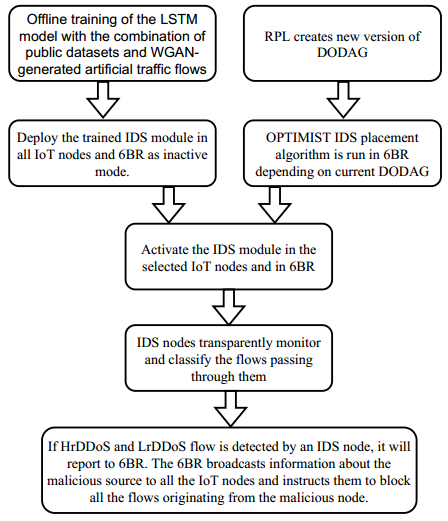 Offline training of the LSTM
model with the combination of
public datasets and WGAN-
generated artificial traffic flows
RPL creates new version of
DODAG
Deploy the trained IDS module in
all IoT nodes and 6BR as inactive
mode.
OPTIMIST IDS placement
algorithm is run in 6BR
depending on current DODAG
Activate the IDS module in the
selected IoT nodes and in 6BR
IDS nodes transparently monitor
and classify the flows passing
through them
If HrDDoS and LrDDoS flow is detected by an IDS node, it will
report to 6BR. The 6BR broadcasts information about the
malicious source to all the IoT nodes and instructs them to block
all the flows originating from the malicious node.